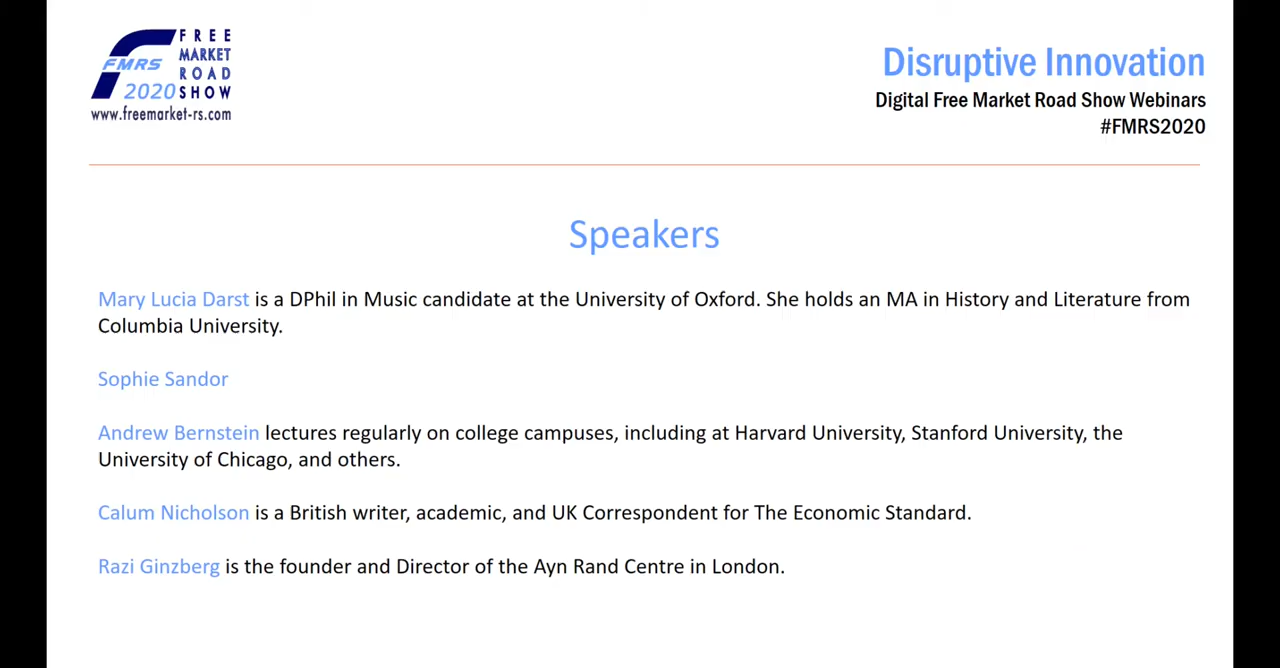 FREE
MARKET
FMRS ROAD
2020 SHOW
www.freemarket-rs.com
Disruptive Innovation
Digital Free Market Road Show Webinars
#FMRS2020
Speakers
Mary Lucia Darst is a DPhil in Music candidate at the University of Oxford. She holds an MA in History and Literature from
Columbia University.
Sophie Sandor
Andrew Bernstein lectures regularly on college campuses, including at Harvard University, Stanford University, the
University of Chicago, and others.
Calum Nicholson is a British writer, academic, and UK Correspondent for The Economic Standard.
Razi Ginzberg is the founder and Director of the Ayn Rand Centre in London.